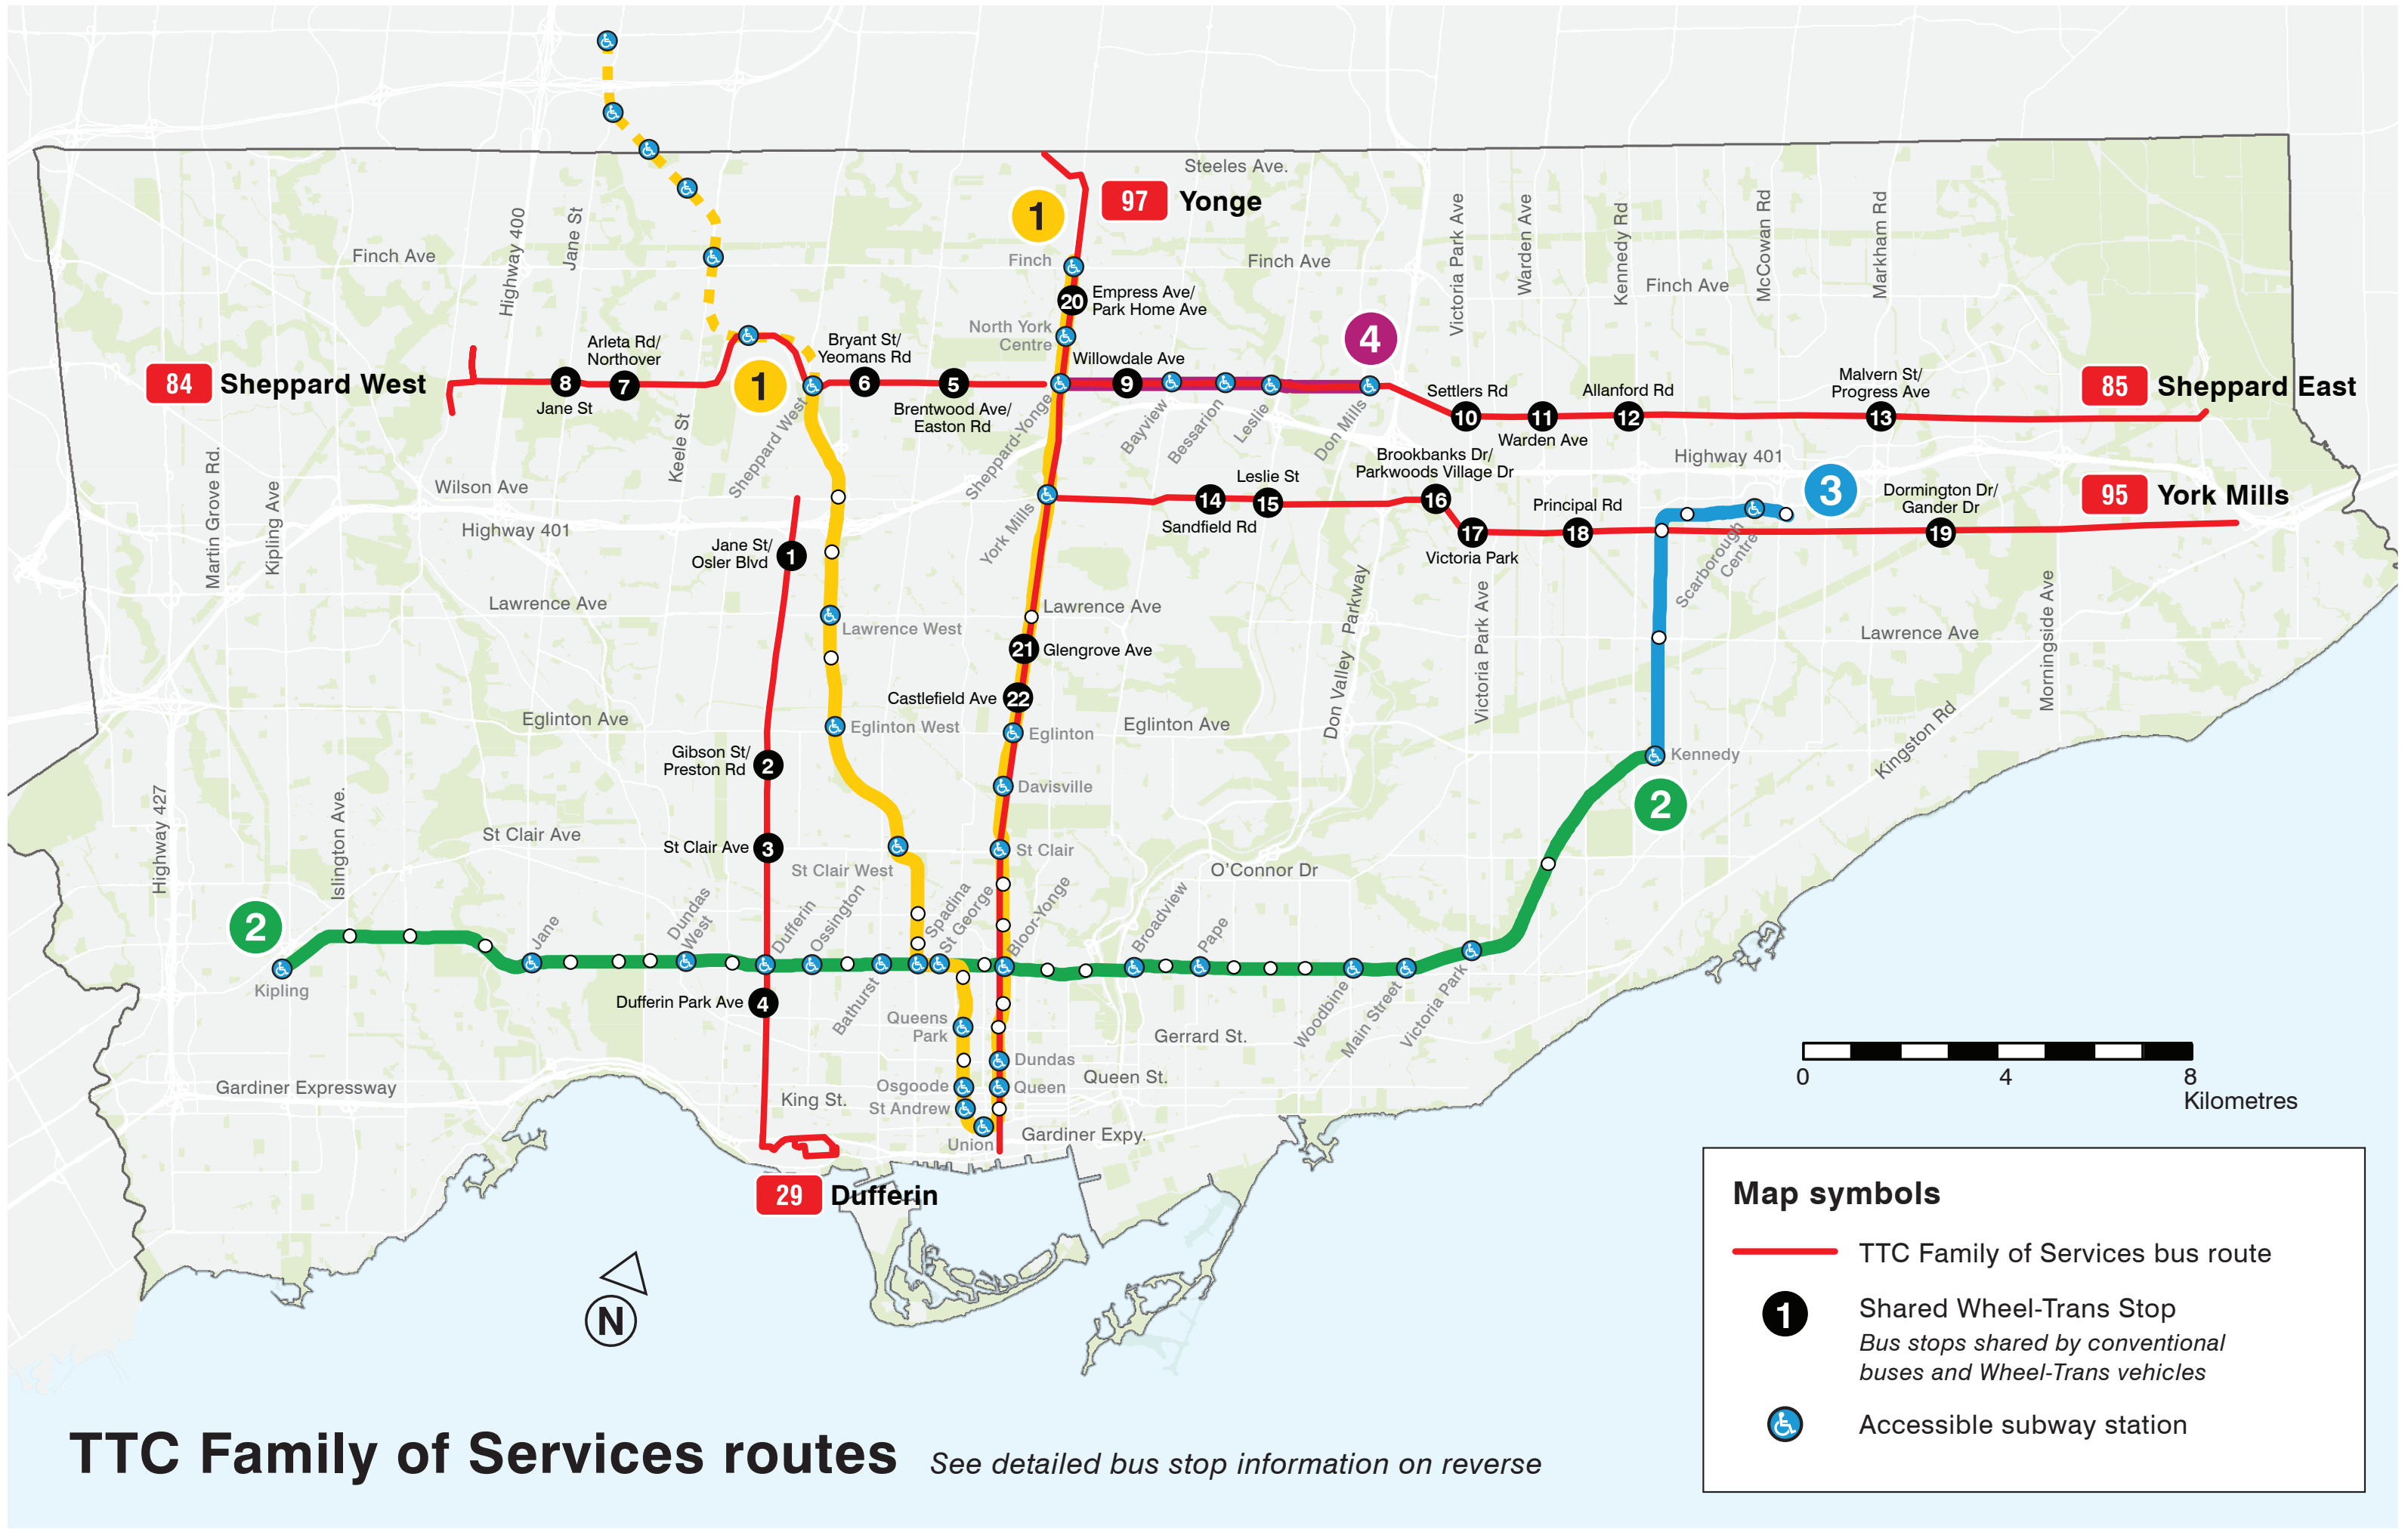 Steeles Ave.
97 Yonge
1
Highway 400
Jane St
Finch Ave
Finch
Finch Ave
Finch Ave
Victoria Park Ave
Warden Ave
Kennedy Rd
McCowan Rd
Markham Rd
20
Empress Ave/
Park Home Ave
North York
Centre
4
Arleta Rd/
Northover
Bryant St/
Yeomans Rd
Willowdale Ave
84 Sheppard West
8
7
1
6
5
9
Jane St
Brentwood Ave/
Easton Rd
Settlers Rd
Allanford Rd
Malvern St/
Progress Ave
85 Sheppard East
10
11
12
13
Warden Ave
Keele St
Sheppard West
Sheppard-Yonge
Bayview
Bessarion
Leslie
Don Mills
Martin Grove Rd.
Kipling Ave
Wilson Ave
Highway 401
Brookbanks Dr/
Parkwoods Village Dr
Highway 401
3
Leslie St
14
15
16
Sandfield Rd
Principal Rd
17
18
Victoria Park
Dormington Dr/
Gander Dr
19
95 York Mills
York Mills
Scarborough
Centre
Jane St/
Osler Blvd
1
Lawrence Ave
Lawrence West
Lawrence Ave
Lawrence Ave
Don Valley Parkway
Victoria Park Ave
Morningside Ave
21
Glengrove Ave
Castlefield Ave
22
Eglinton Ave
Eglinton West
Eglinton
Eglinton Ave
Kingston Rd
Gibson St/
Preston Rd
2
Kennedy
2
Davisville
Highway 427
Islington Ave.
St Clair Ave
St Clair Ave
3
St Clair West
St Clair
O'Connor Dr
2
Kipling
Jane
Dundas
West
Dufferin
Ossington
Bathurst
Spadina
St George
Bloor-Yonge
Broadview
Pape
Woodbine
Main Street
Victoria Park
Dufferin Park Ave
4
Queens
Park
Gerrard St.
Dundas
Queen St.
Osgoode
Queen
St Andrew
King St.
Union
Gardiner Expressway
Gardiner Expy.
29 Dufferin
0
4
8
Kilometres
N
Map symbols
TTC Family of Services bus route
1
Shared Wheel-Trans Stop
Bus stops shared by conventional
buses and Wheel-Trans vehicles
Accessible subway station
TTC Family of Services routes
See detailed bus stop information on reverse